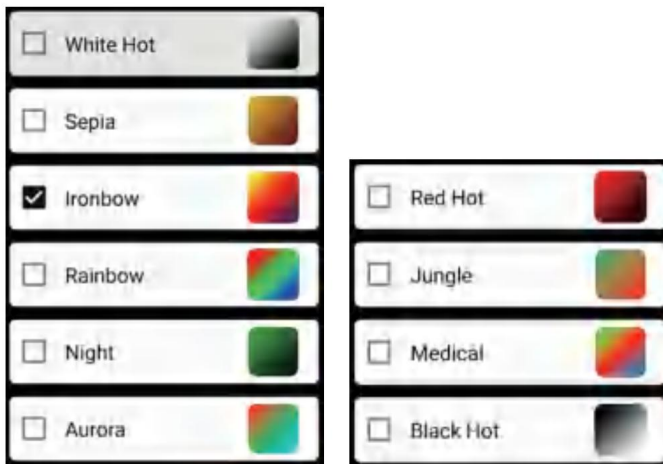 White Hot
Sepia
Ironbow
Rainbow
Night
Aurora
Red Hot
Jungle
Medical
Black Hot